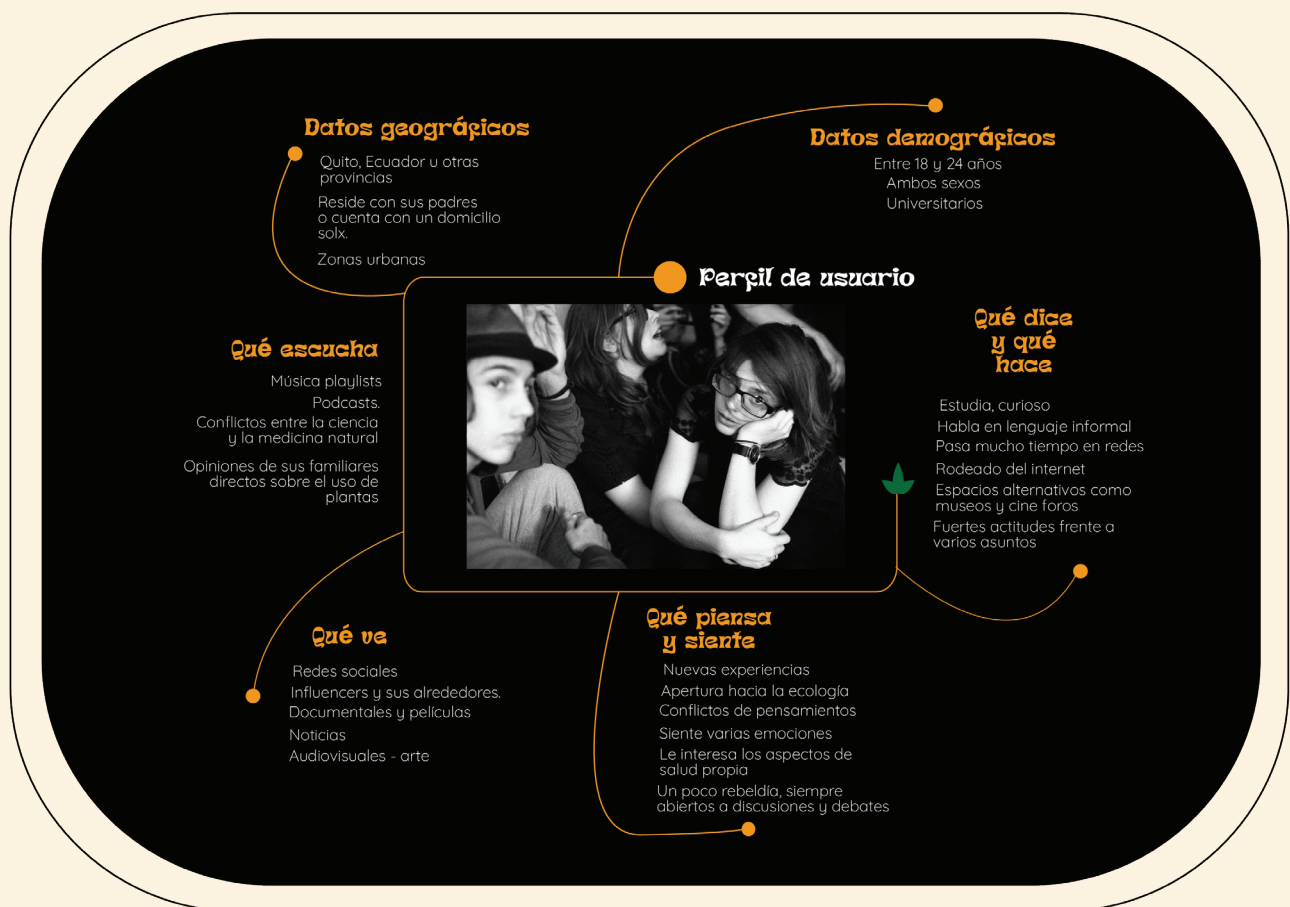 Datos geográficos
Quito, Ecuador u otras
provincias
Reside con sus padres
o cuenta con un domicilio
solx.
Zonas urbanas
Datos demográficos
Entre 18 y 24 años
Ambos sexos
Universitarios
Perfil de usuario
Qué escucha
Música playlists
Podcasts.
Conflictos entre la ciencia
y la medicina natural
Opiniones de sus familiares
directos sobre el uso de
plantas
Qué dice
y qué
hace
Estudia, curioso
Habla en lenguaje informal
Pasa mucho tiempo en redes
Rodeado del internet
Espacios alternativos como
museos y cine foros
Fuertes actitudes frente a
varios asuntos
Qué ve
Redes sociales
Influencers y sus alrededores.
Documentales y películas
Noticias
Audiovisuales - arte
Qué piensa
y siente
Nuevas experiencias
Apertura hacia la ecología
Conflictos de pensamientos
Siente varias emociones
Le interesa los aspectos de
salud propia
Un poco rebeldía, siempre
abiertos a discusiones y debates